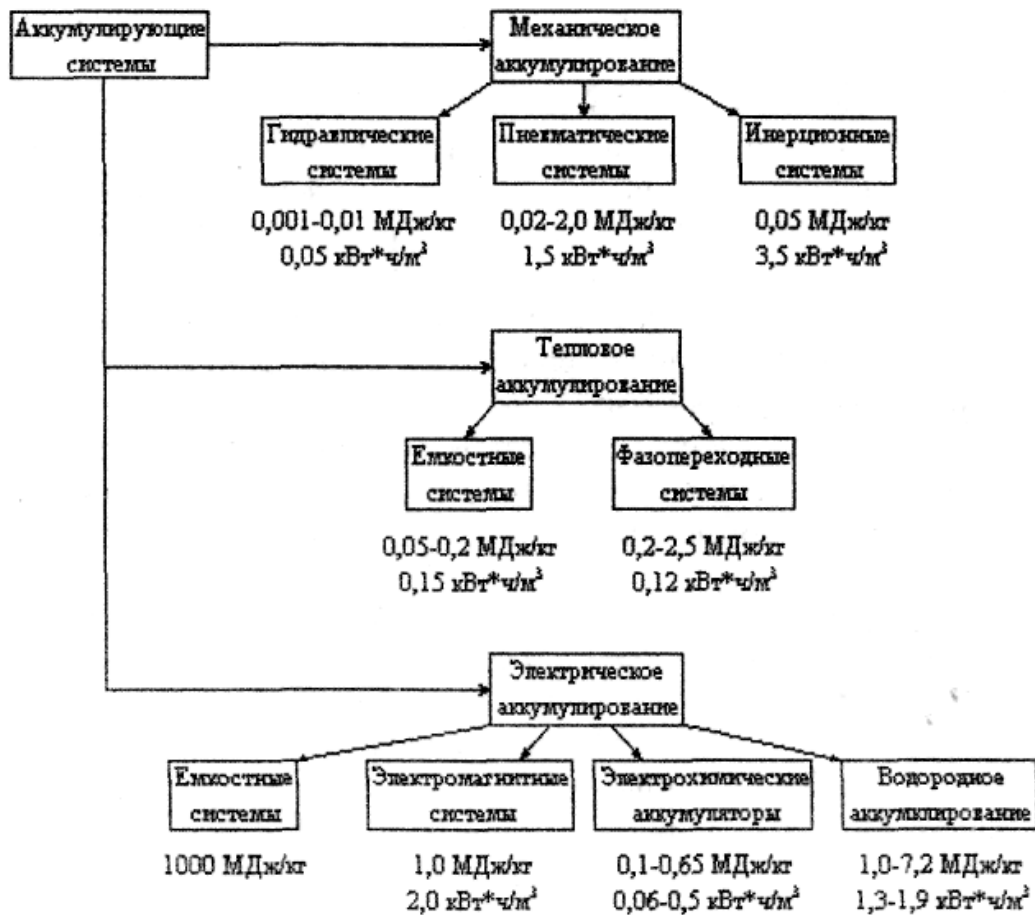 Аккумулирующие
системы
Механическое
аккумулирование
Гидравлические
системы
Пневматические
системы
Инерционные
системы
0,001-0,01 МДж/кг
0,05 кВт*ч/м³
0,02-2,0 МДж/кг
1,5 кВт*ч/м³
0,05 МДж/кг
3,5 кВт*ч/м³
Тепловое
аккумулирование
Емкостные
системы
Фазопереходные
системы
0,05-0,2 МДж/кг
0,15 кВт*ч/м³
0,2-2,5 МДж/кг
0,12 кВт*ч/м³
Электрическое
аккумулирование
Емкостные
системы
Электромагнитные
системы
Электрохимические
аккумуляторы
Водородное
аккумклирование
1000 МДж/кг
1,0 МДж/кг
2,0 кВт*ч/м³
0,1-0,65 МДж/кг
0,06-0,5 кВт*ч/м³
1,0-7,2 МДж/кг
1,3-1,9 кВт*ч/м³